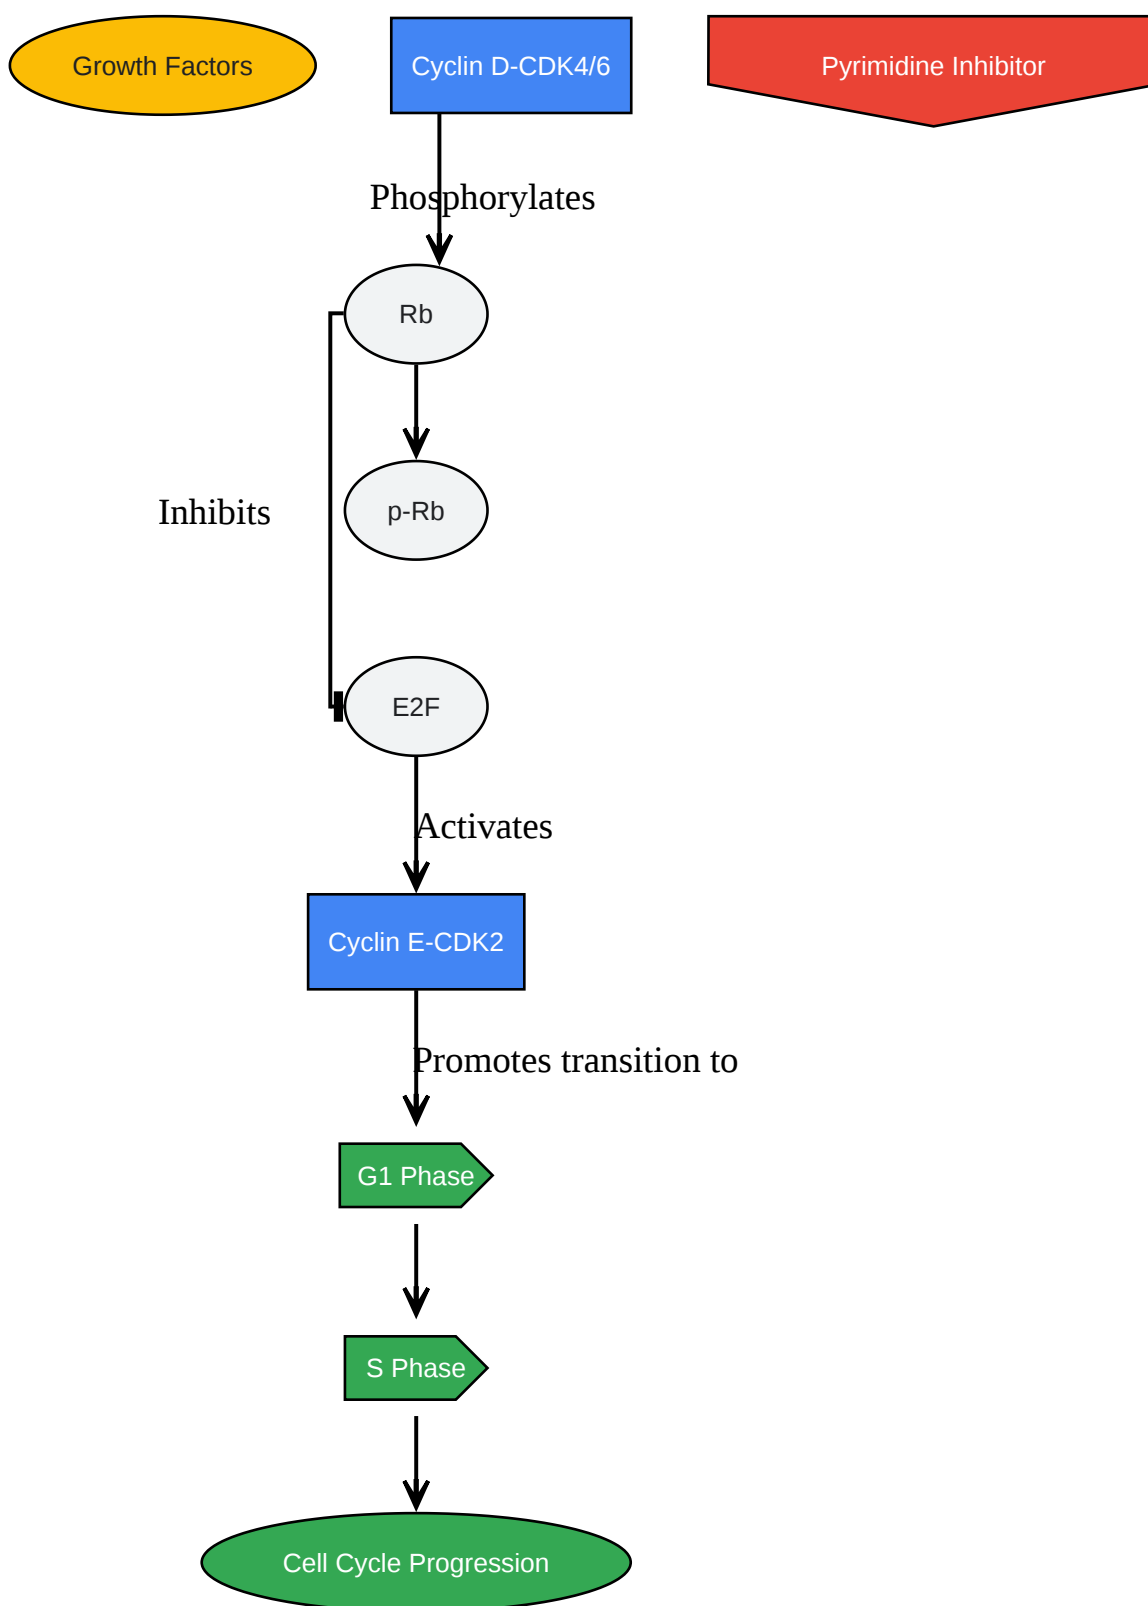 Growth Factors
Cyclin D-CDK4/6
Pyrimidine Inhibitor
Phosphorylates
Rb
Inhibits
p-Rb
E2F
Activates
Cyclin E-CDK2
Promotes transition to
G1 Phase
S Phase
Cell Cycle Progression